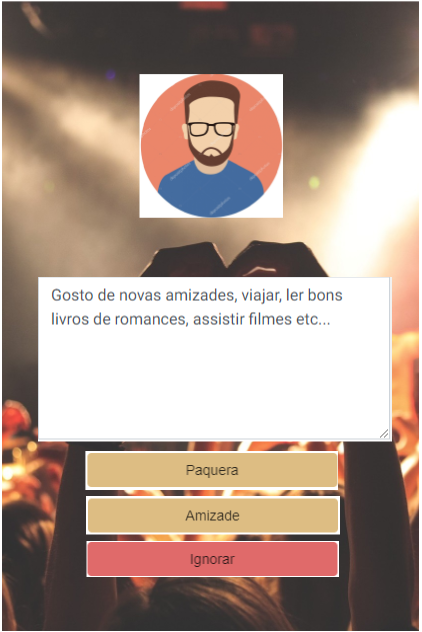 Gosto de novas amizades, viajar, ler bons
livros de romances, assistir filmes etc...
Paquera
Amizade
Ignorar